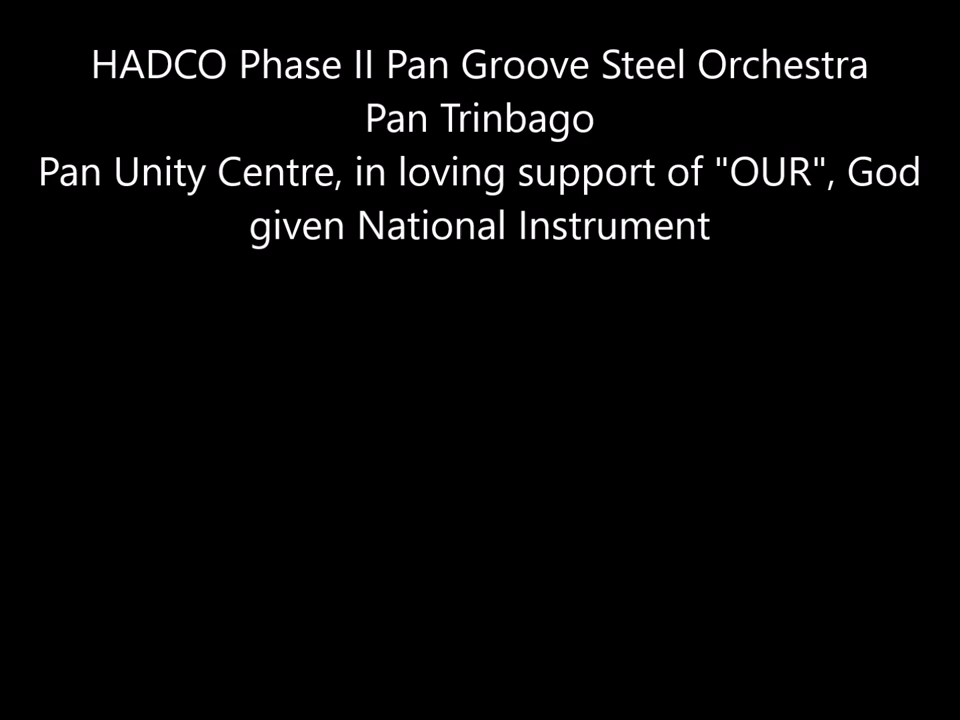 HADCO Phase II Pan Groove Steel Orchestra
Pan Trinbago
Pan Unity Centre, in loving support of "OUR", God
given National Instrument